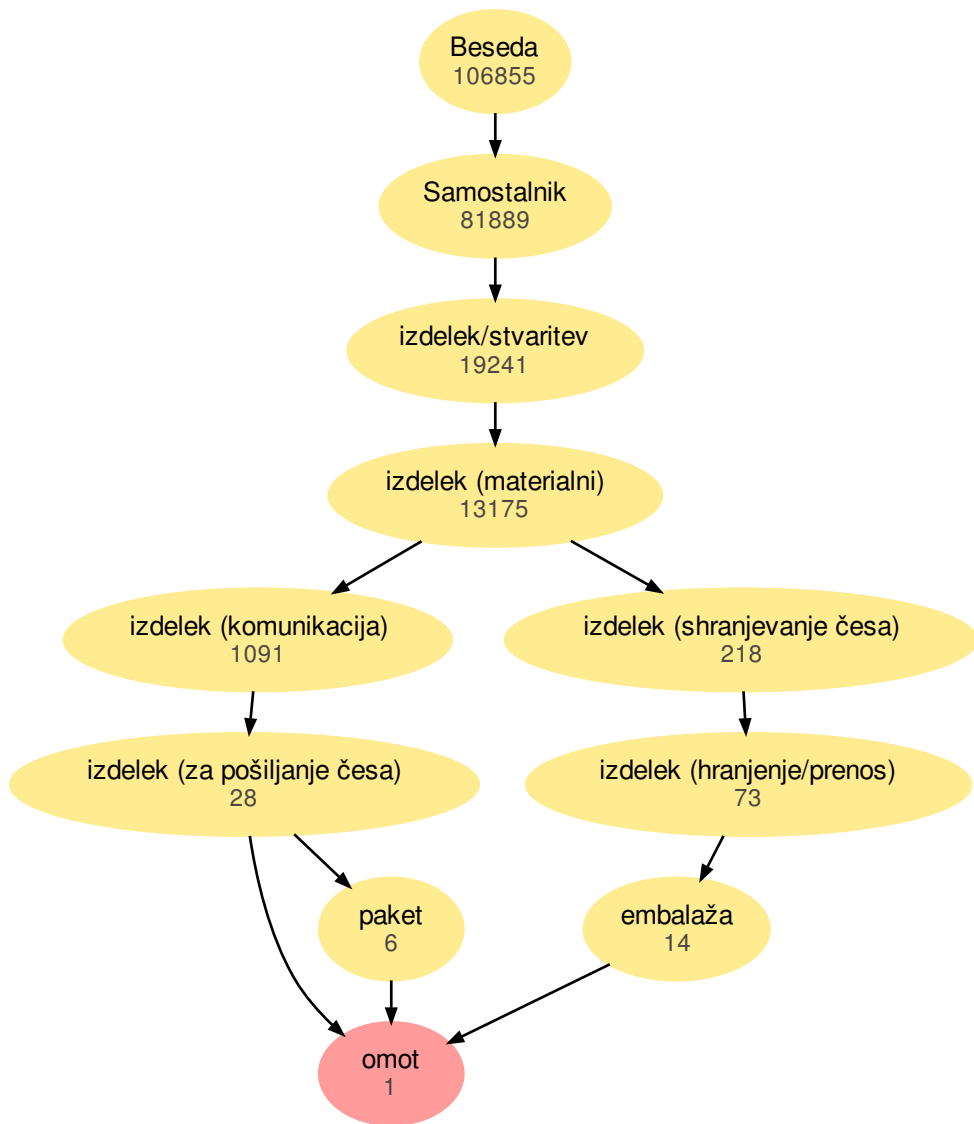 Beseda
106855
Samostalnik
81889
izdelek/stvaritev
19241
izdelek (materialni)
13175
izdelek (komunikacija)
1091
izdelek (shranjevanje česa)
218
izdelek (za pošiljanje česa)
28
izdelek (hranjenje/prenos)
73
paket
6
embalaža
14
omot
1